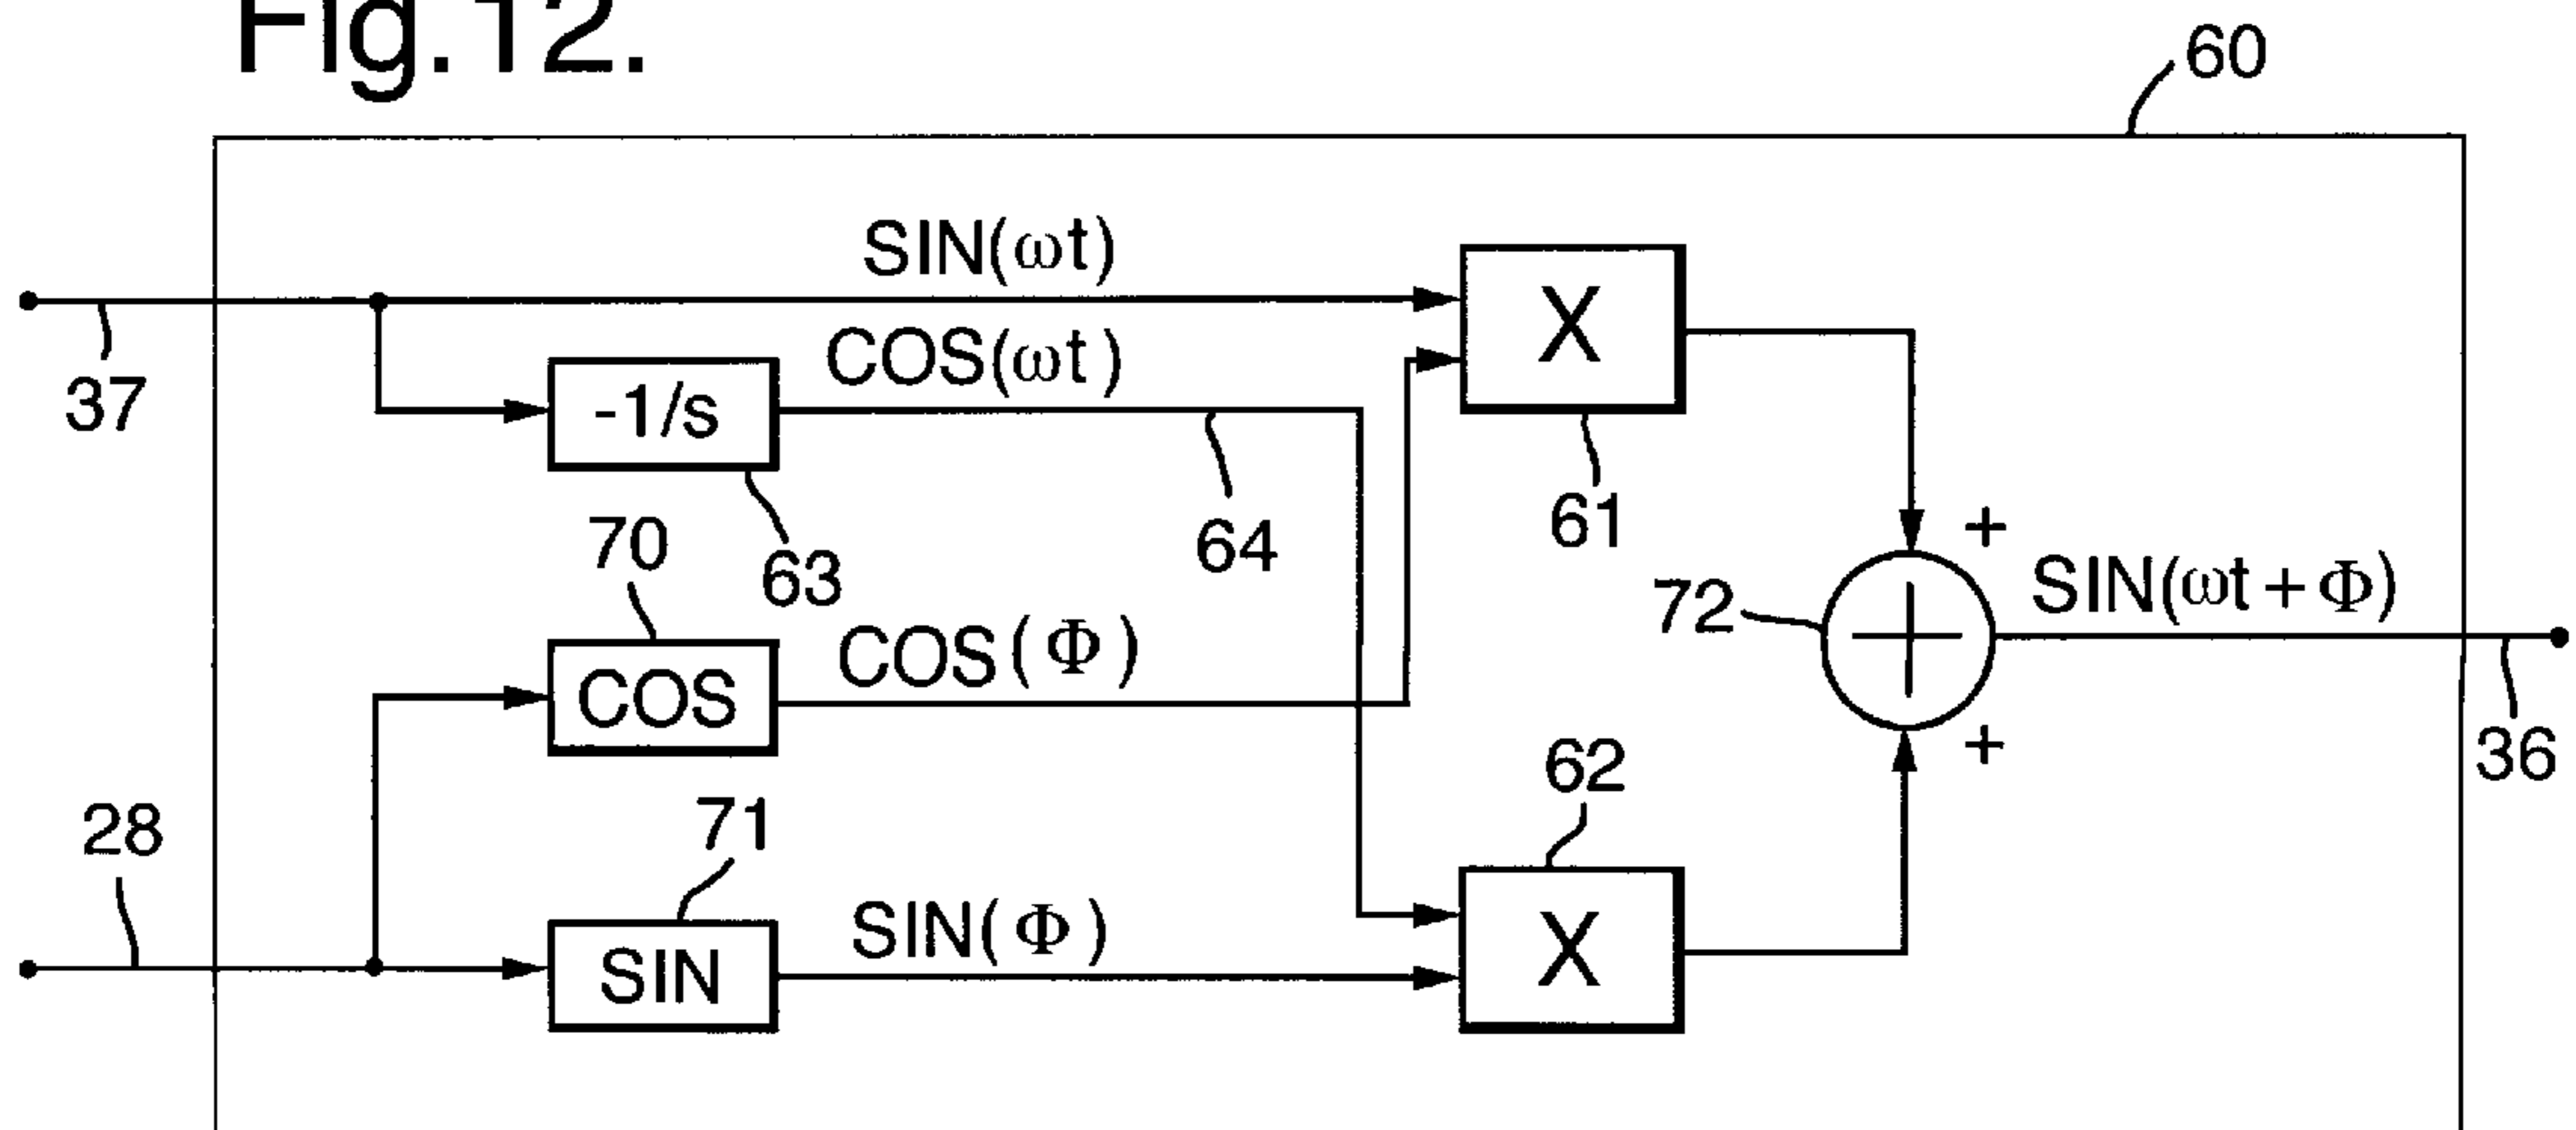 Fig.12.
60
SIN(ωt)
37
COS(ωt)
-1/s
X
61
70
63
64
+
COS
COS(Φ)
72
SIN(ωt+Φ)
+
36
28
71
62
SIN
SIN(Φ)
X